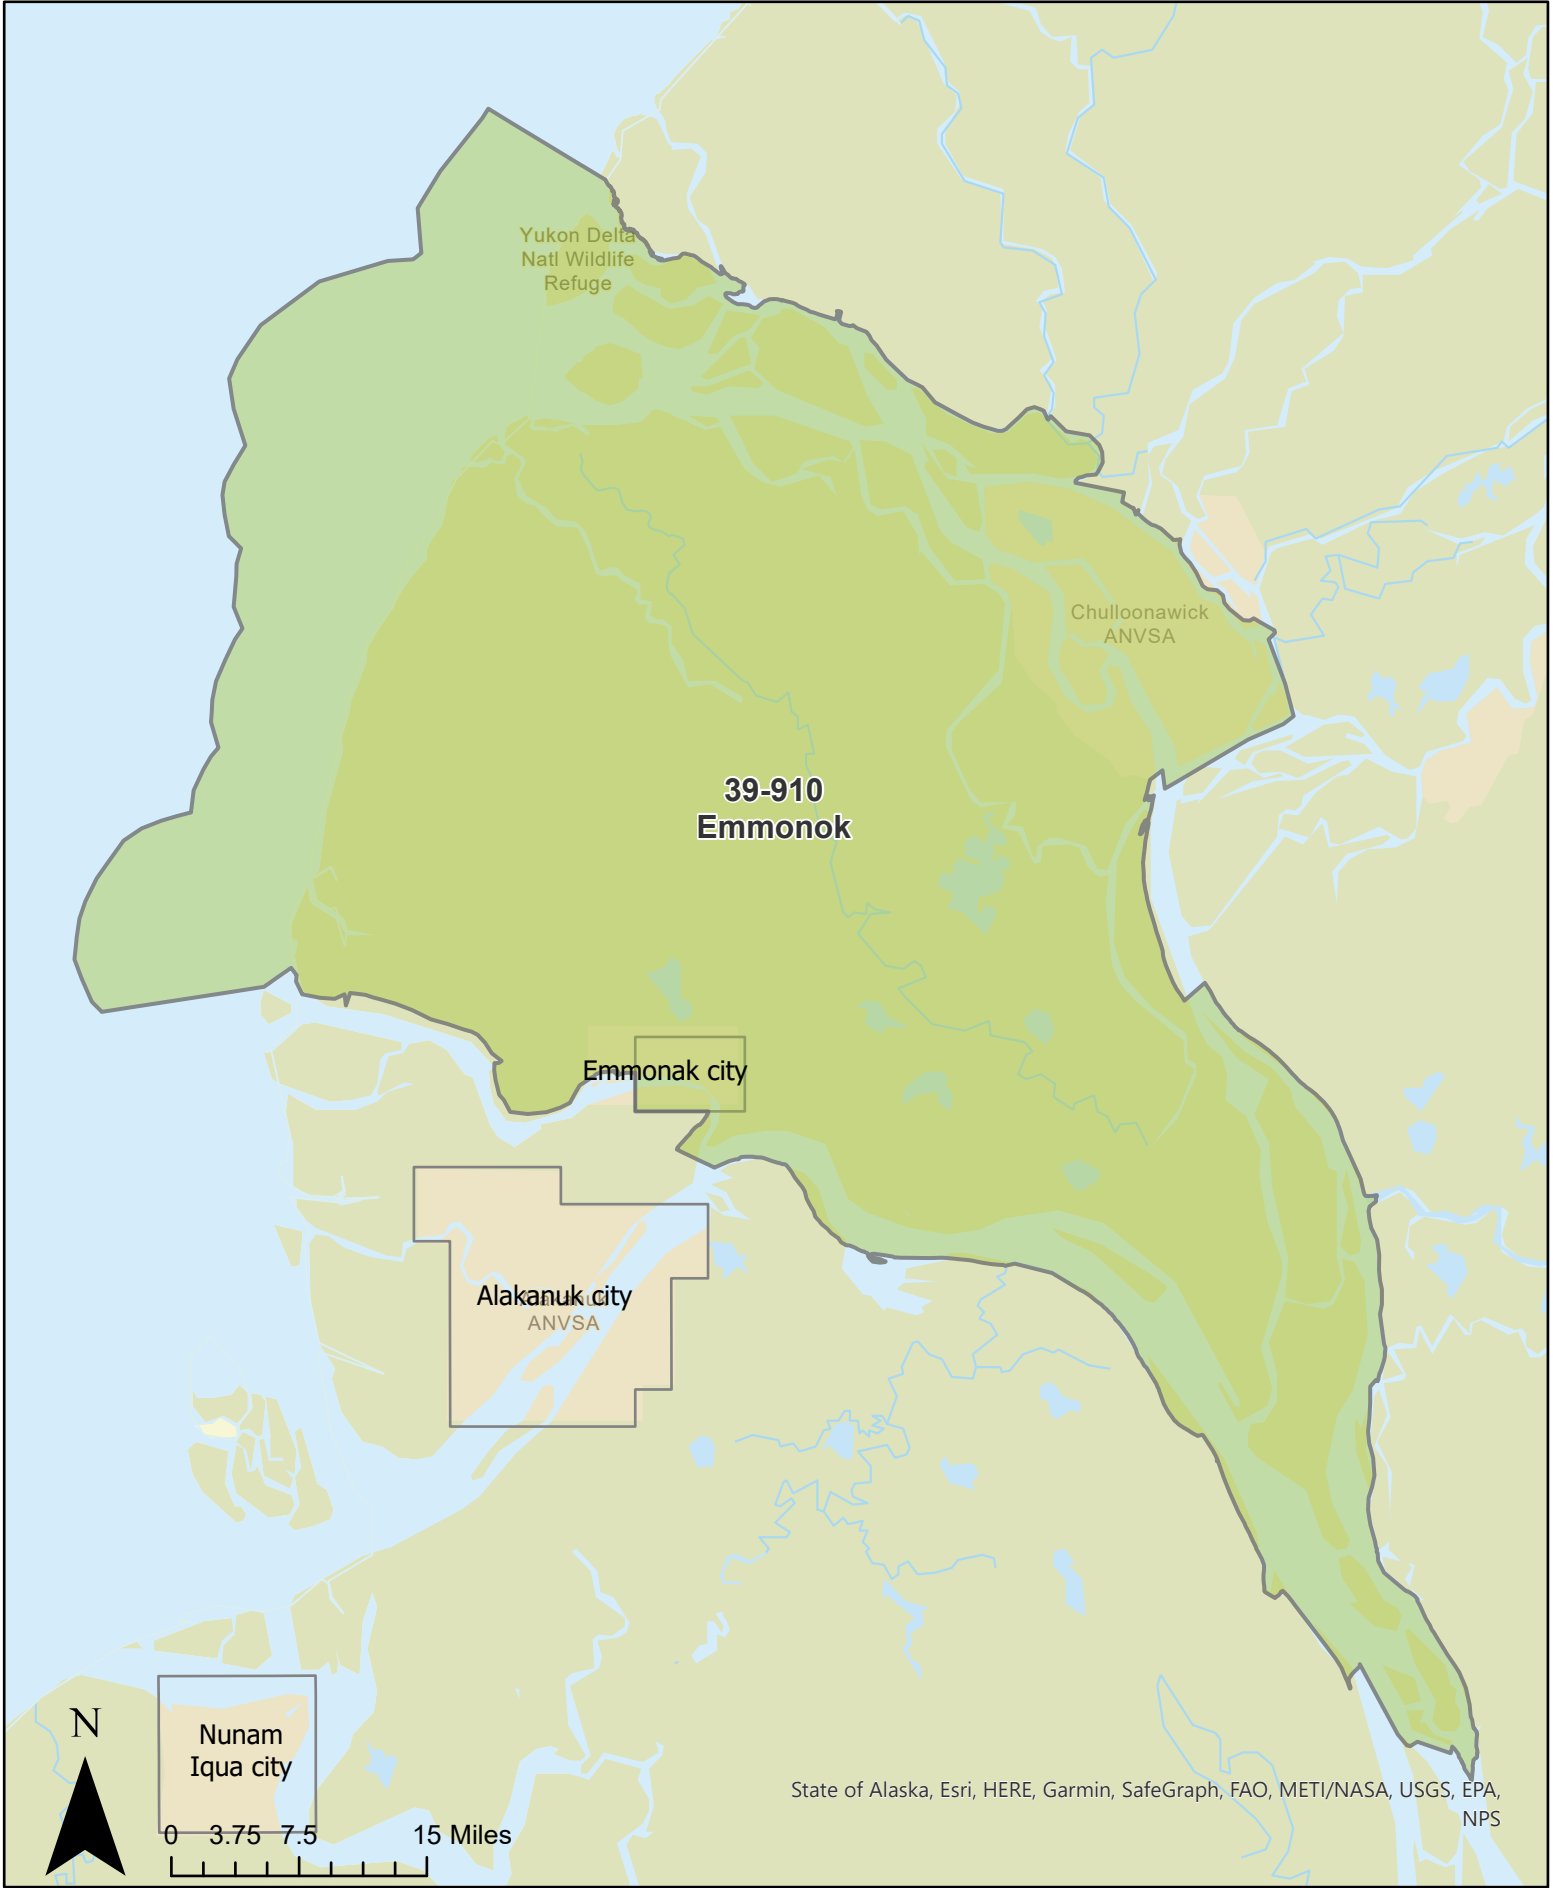 Yukon Delta
Natl Wildlife
Refuge
Chulloonawick
ANVSA
39-910
Emmonok
Emmonak city
Alakanuk city
Alakanuk
ANVSA
N
Nunam
Iqua city
State of Alaska, Esri, HERE, Garmin, SafeGraph, FAO, METI/NASA, USGS, EPA,
NPS
0 3.75 7.5 15 Miles